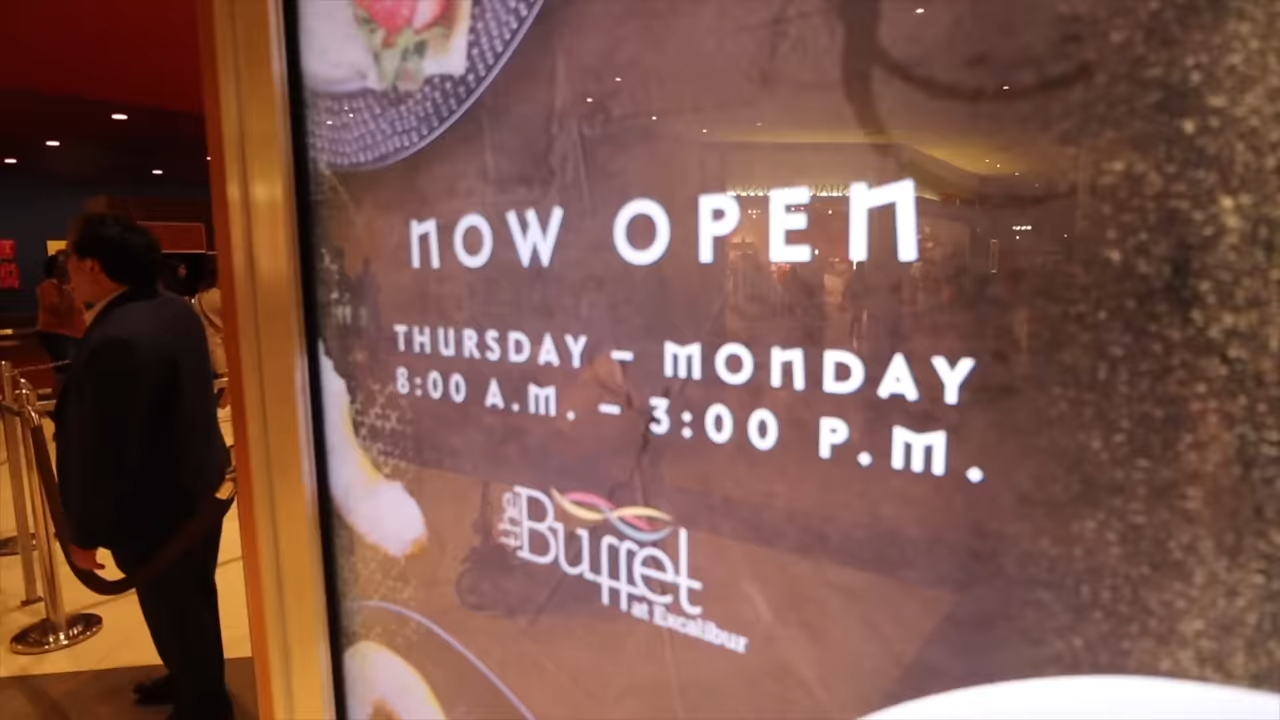 NOW OPEN
THURSDAY – MONDAY
8:00 A.M. – 3:00 P.M.
the Buffet
at Excalibur